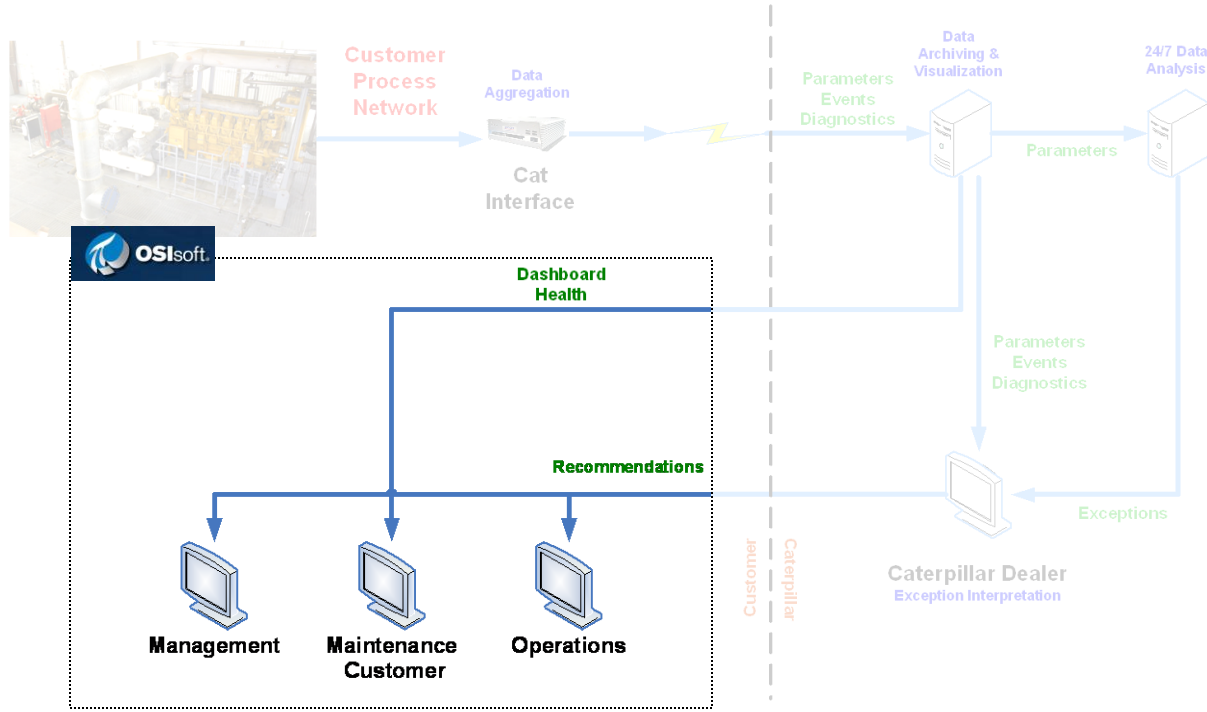 Customer
Process
Network
Data
Aggregation
Cat
Interface
Parameters
Events
Diagnostics
Data
Archiving &
Visualization
24/7 Data
Analysis
Parameters
OSIsoft.
Dashboard
Health
Parameters
Events
Diagnostics
Recommendations
Exceptions
Customer
Caterpillar
Caterpillar Dealer
Exception Interpretation
Management
Maintenance
Customer
Operations